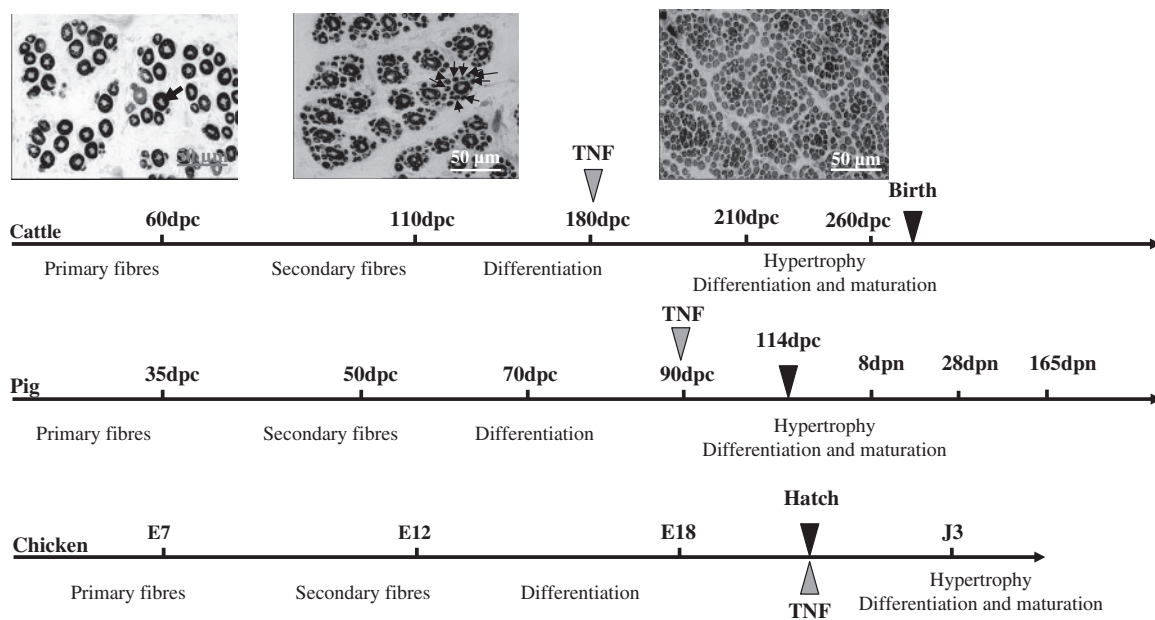 50 µm
50 µm
50 µm
TNF
Birth
60dpc
110dpc
180dpc
210dpc
260dpc
Cattle
Primary fibres
Secondary fibres
Differentiation
Hypertrophy
Differentiation and maturation
TNF
114dpc
35dpc
50dpc
70dpc
90dpc
8dpn
28dpn
165dpn
Pig
Primary fibres
Secondary fibres
Differentiation
Hypertrophy
Differentiation and maturation
Hatch
E7
E12
E18
J3
Chicken
Primary fibres
Secondary fibres
Differentiation
Hypertrophy
Differentiation and maturation
TNF